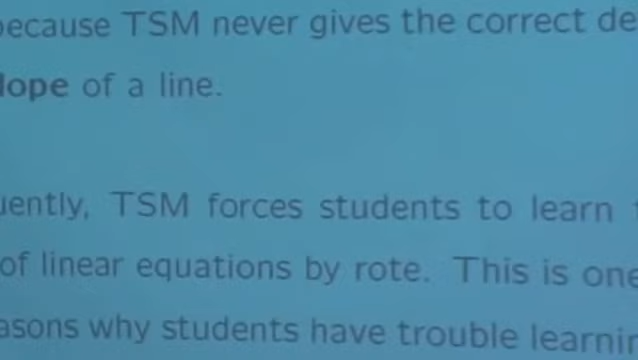 because TSM never gives the correct de
lope of a line.
uently, TSM forces students to learn
of linear equations by rote. This is one
asons why students have trouble learnin